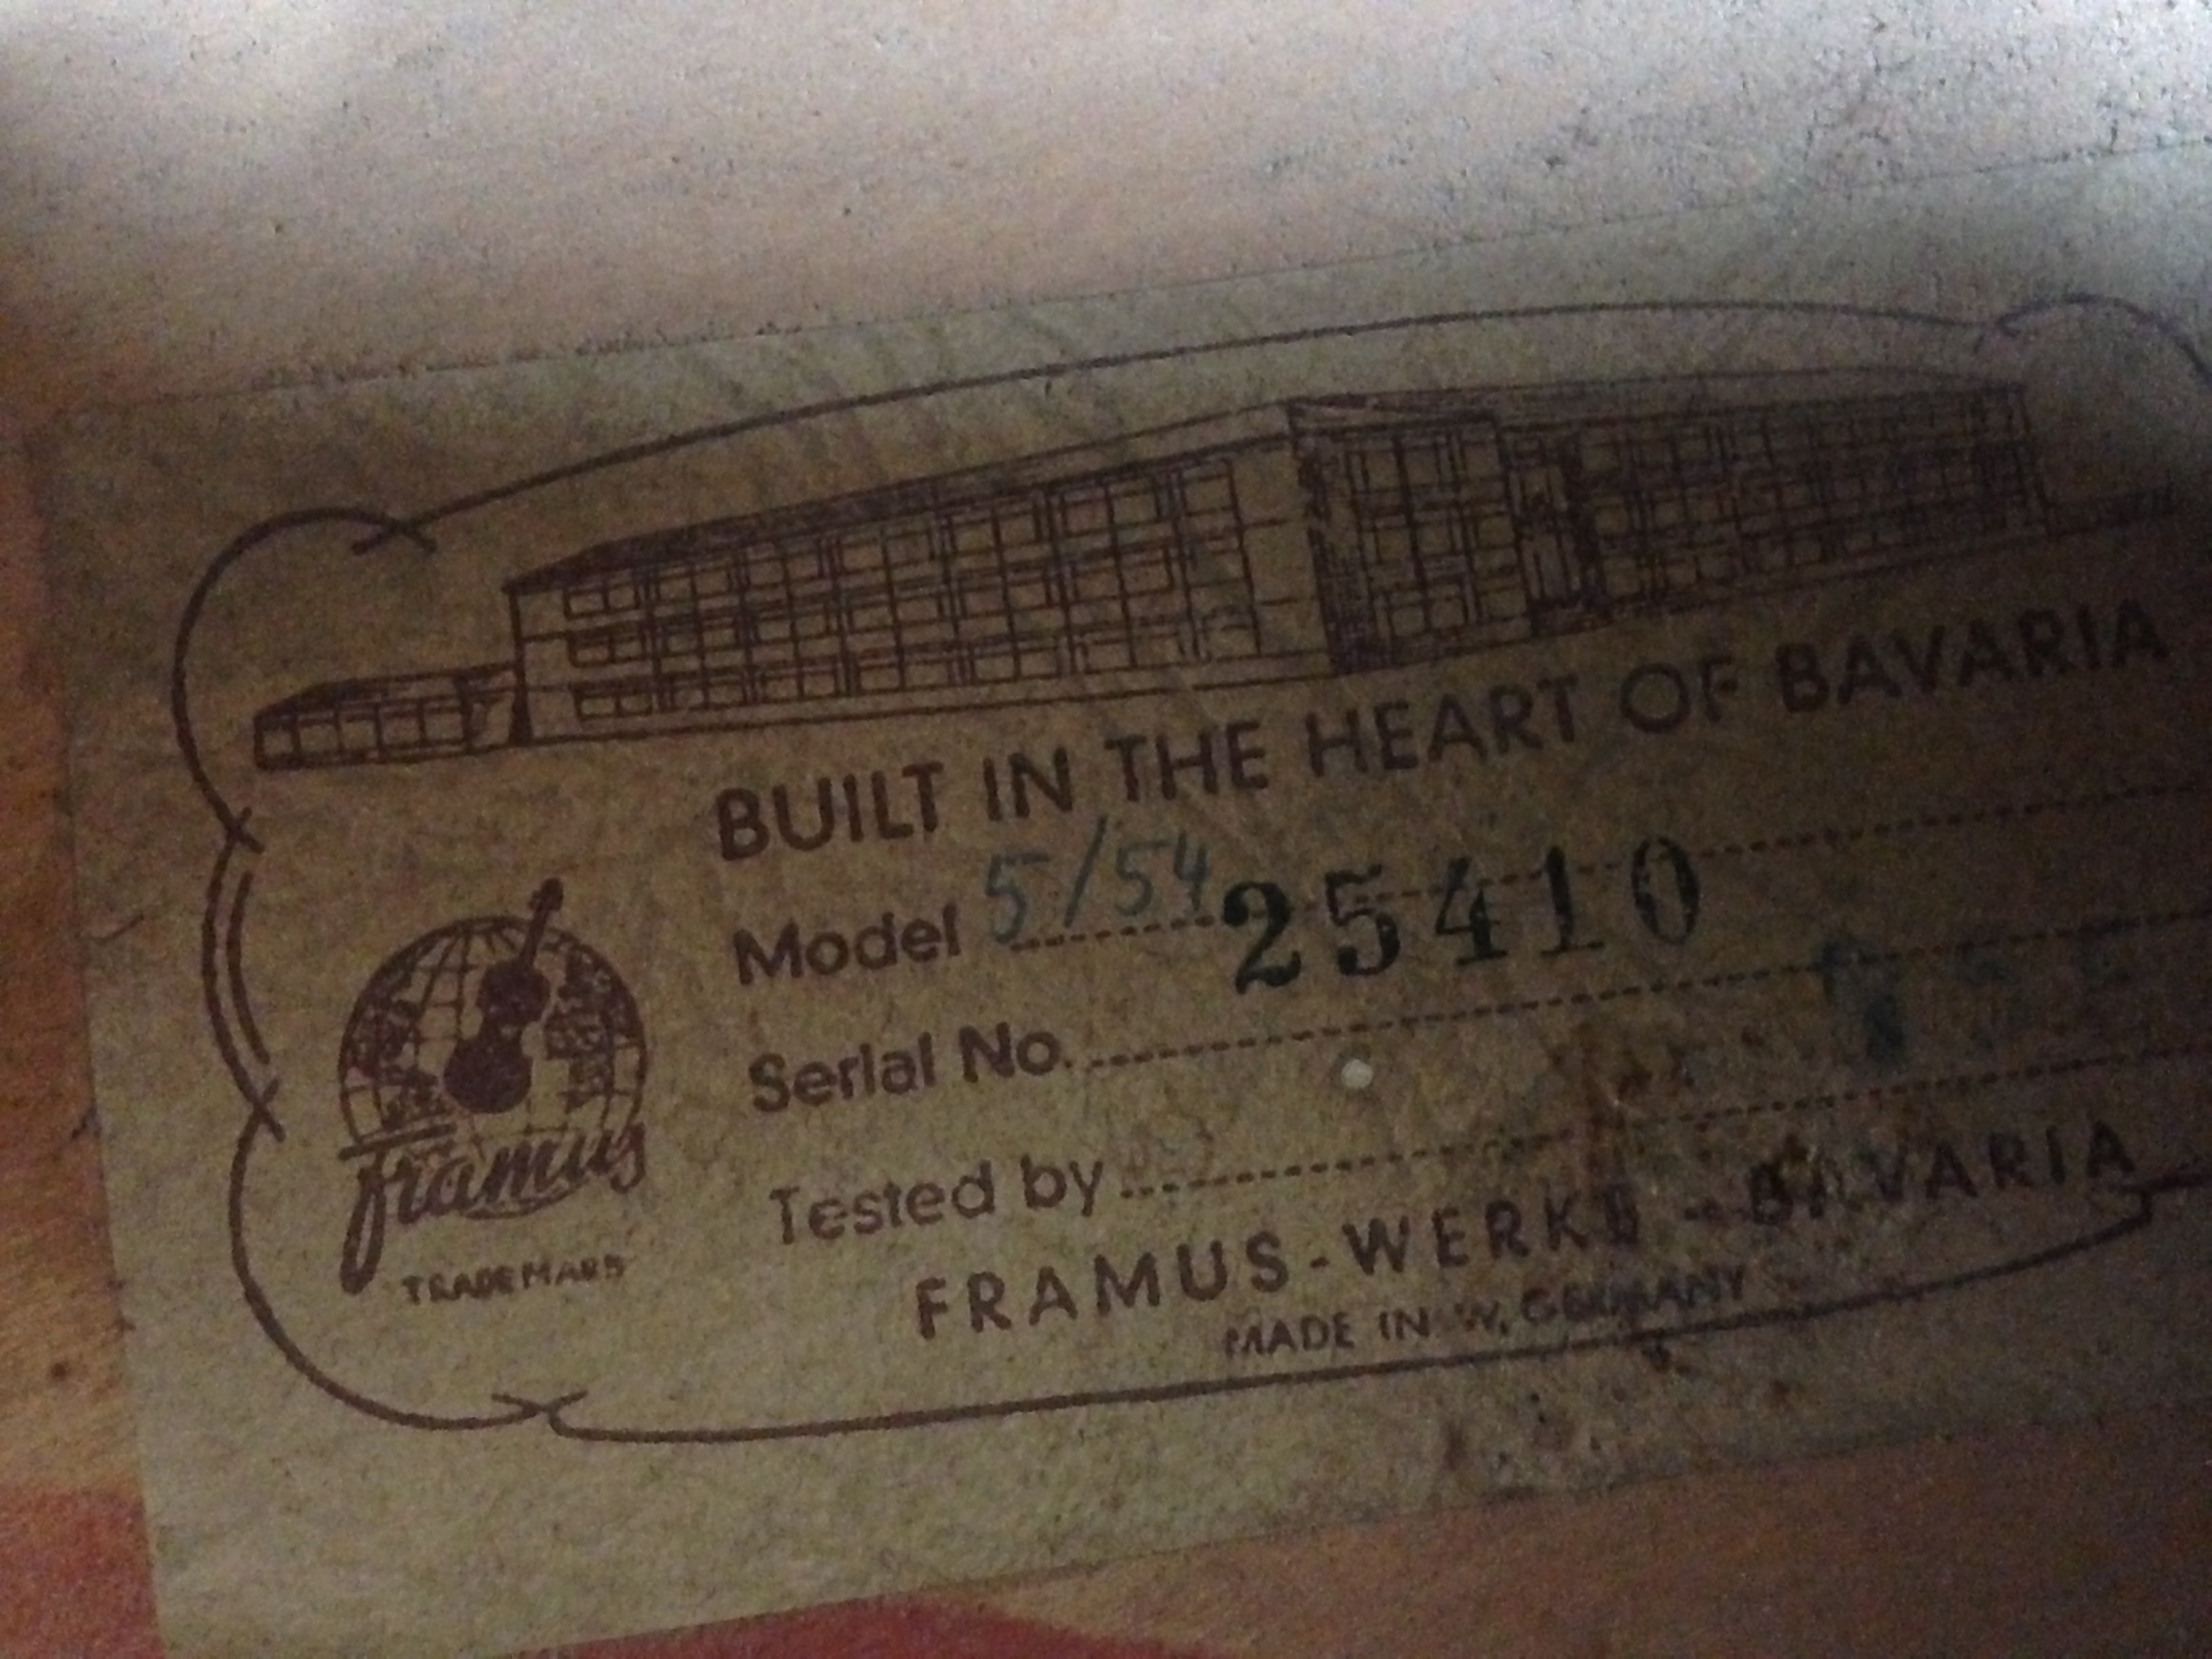 BUILT IN THE HEART OF BAVARIA
Model 5/54 25410
Serial No.
Tested by
framus
TRADEMARK
FRAMUS-WERKE - BAVARIA
MADE IN W. GERMANY